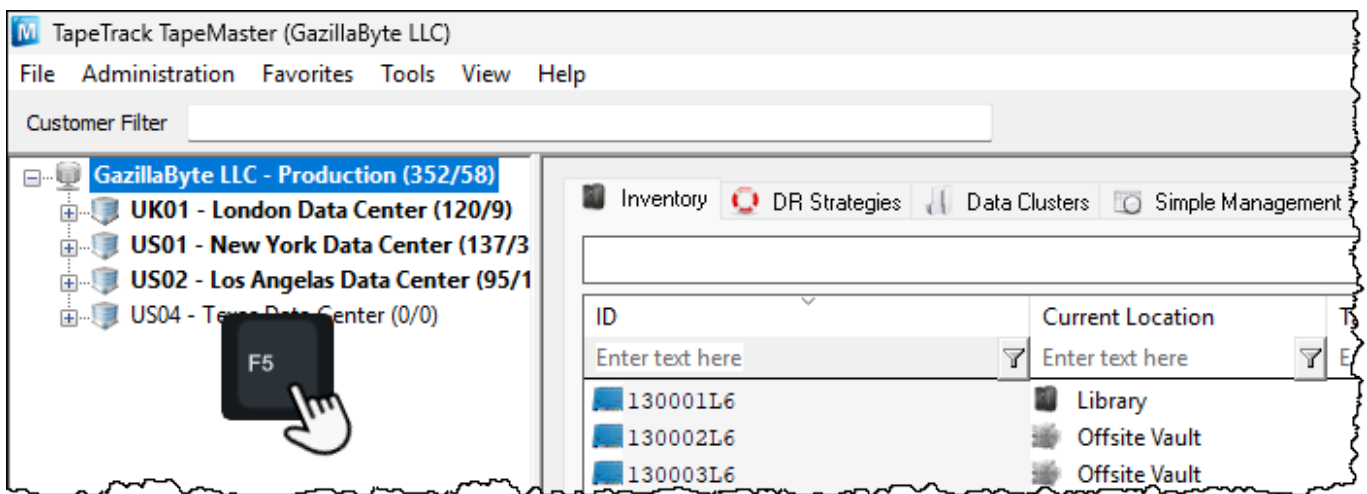 TapeTrack TapeMaster (GazillaByte LLC)
File Administration Favorites Tools View Help
Customer Filter
GazillaByte LLC - Production (352/58)
UK01 - London Data Center (120/9)
US01 - New York Data Center (137/3
US02 - Los Angelas Data Center (95/1
US04 - Texas Data Center (0/0)
F5
Inventory DR Strategies Data Clusters Simple Management
ID Current Location
Enter text here Enter text here
130001L6 Library
130002L6 Offsite Vault
130003L6 Offsite Vault